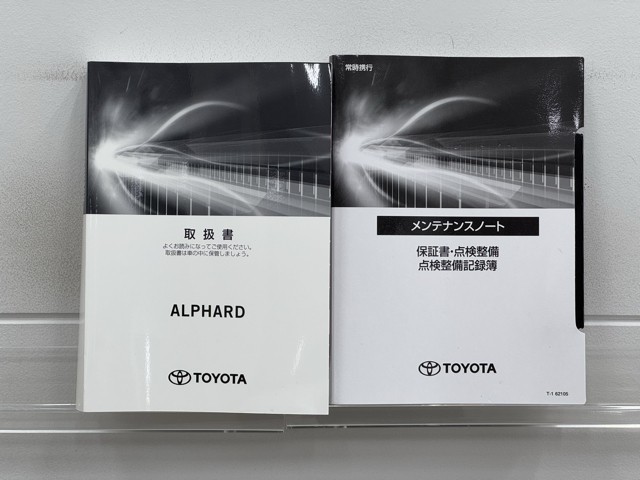 取扱書
よくお読みになってご使用ください。
取扱書は車の中に保管しましょう。
ALPHARD
TOYOTA
常時携行
メンテナンスノート
保証書・点検整備
点検整備記録簿
TOYOTA
T-1 62105